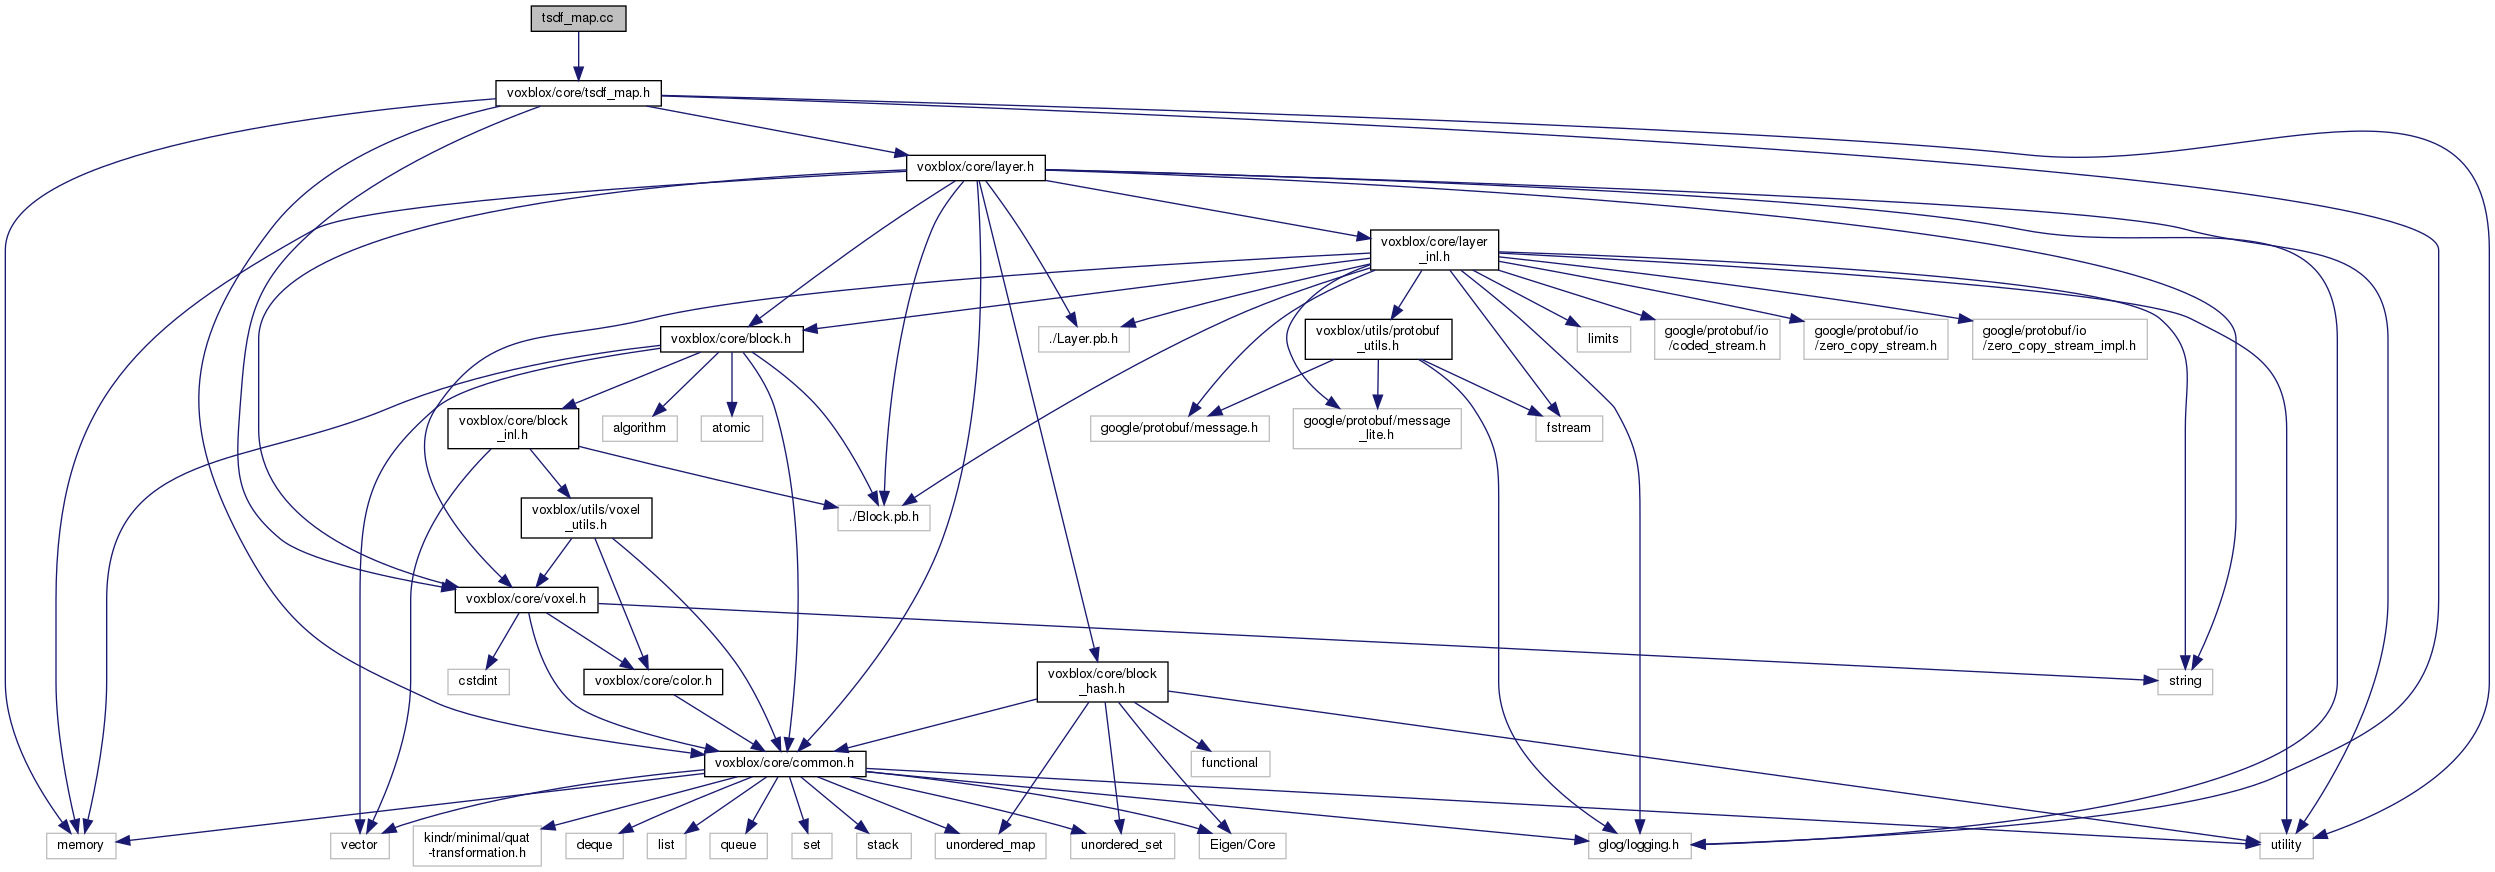 tsdf_map.cc
voxblox/core/tsdf_map.h
voxblox/core/layer.h
voxblox/core/layer
_inl.h
voxblox/core/block.h
./Layer.pb.h
voxblox/utils/protobuf
_utils.h
limits
google/protobuf/io
/coded_stream.h
google/protobuf/io
/zero_copy_stream.h
google/protobuf/io
/zero_copy_stream_impl.h
voxblox/core/block
_inl.h
algorithm
atomic
google/protobuf/message.h
google/protobuf/message
_lite.h
fstream
voxblox/utils/voxel
_utils.h
./Block.pb.h
voxblox/core/voxel.h
cstdint
voxblox/core/color.h
voxblox/core/block
_hash.h
string
voxblox/core/common.h
functional
memory
vector
kindr/minimal/quat
-transformation.h
deque
list
queue
set
stack
unordered_map
unordered_set
Eigen/Core
glog/logging.h
utility